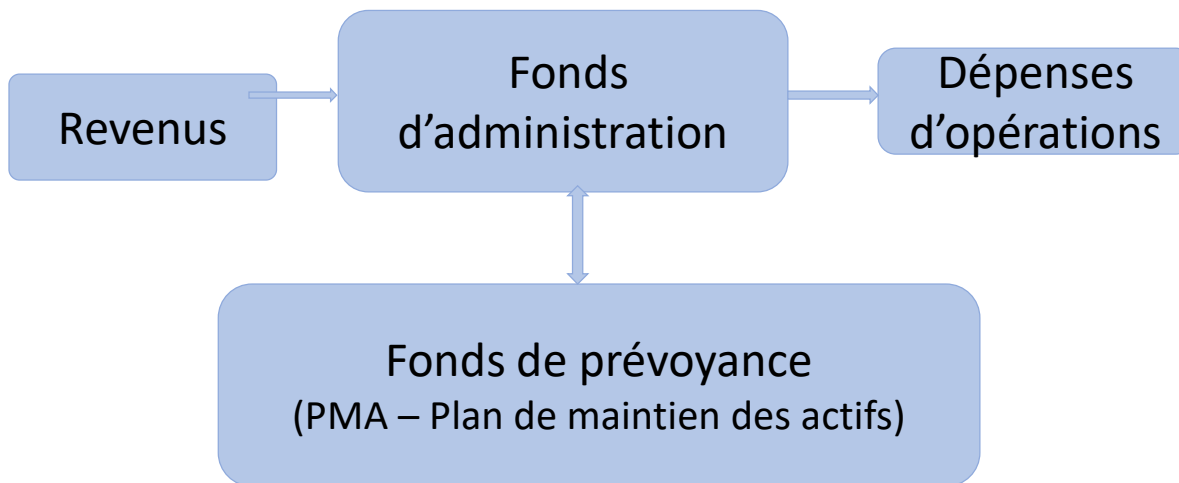 Revenus
Fonds
d’administration
Dépenses
d’opérations
Fonds de prévoyance
(PMA – Plan de maintien des actifs)